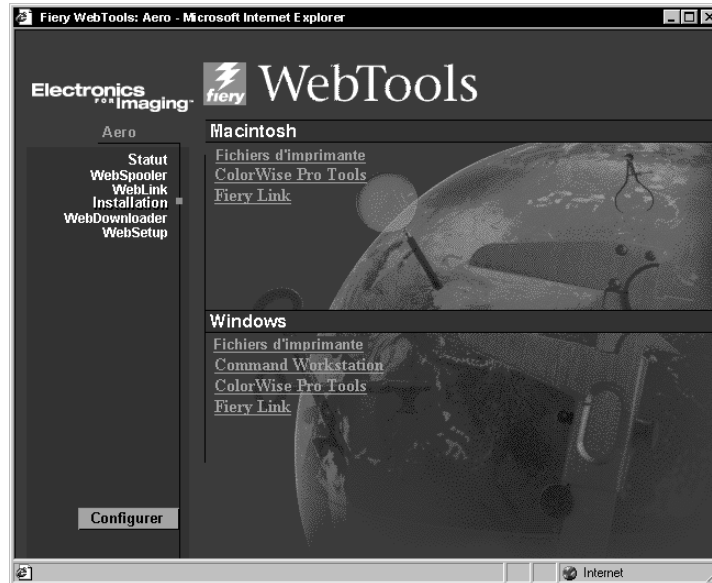 Fiery WebTools: Aero - Microsoft Internet Explorer
Electronics
FOR Imaging™
fiery
WebTools
Aero
Statut
WebSpooler
WebLink
Installation
WebDownloader
WebSetup
Configurer
Macintosh
Fichiers d'imprimante
ColorWise Pro Tools
Fiery Link
Windows
Fichiers d'imprimante
Command Workstation
ColorWise Pro Tools
Fiery Link
Internet